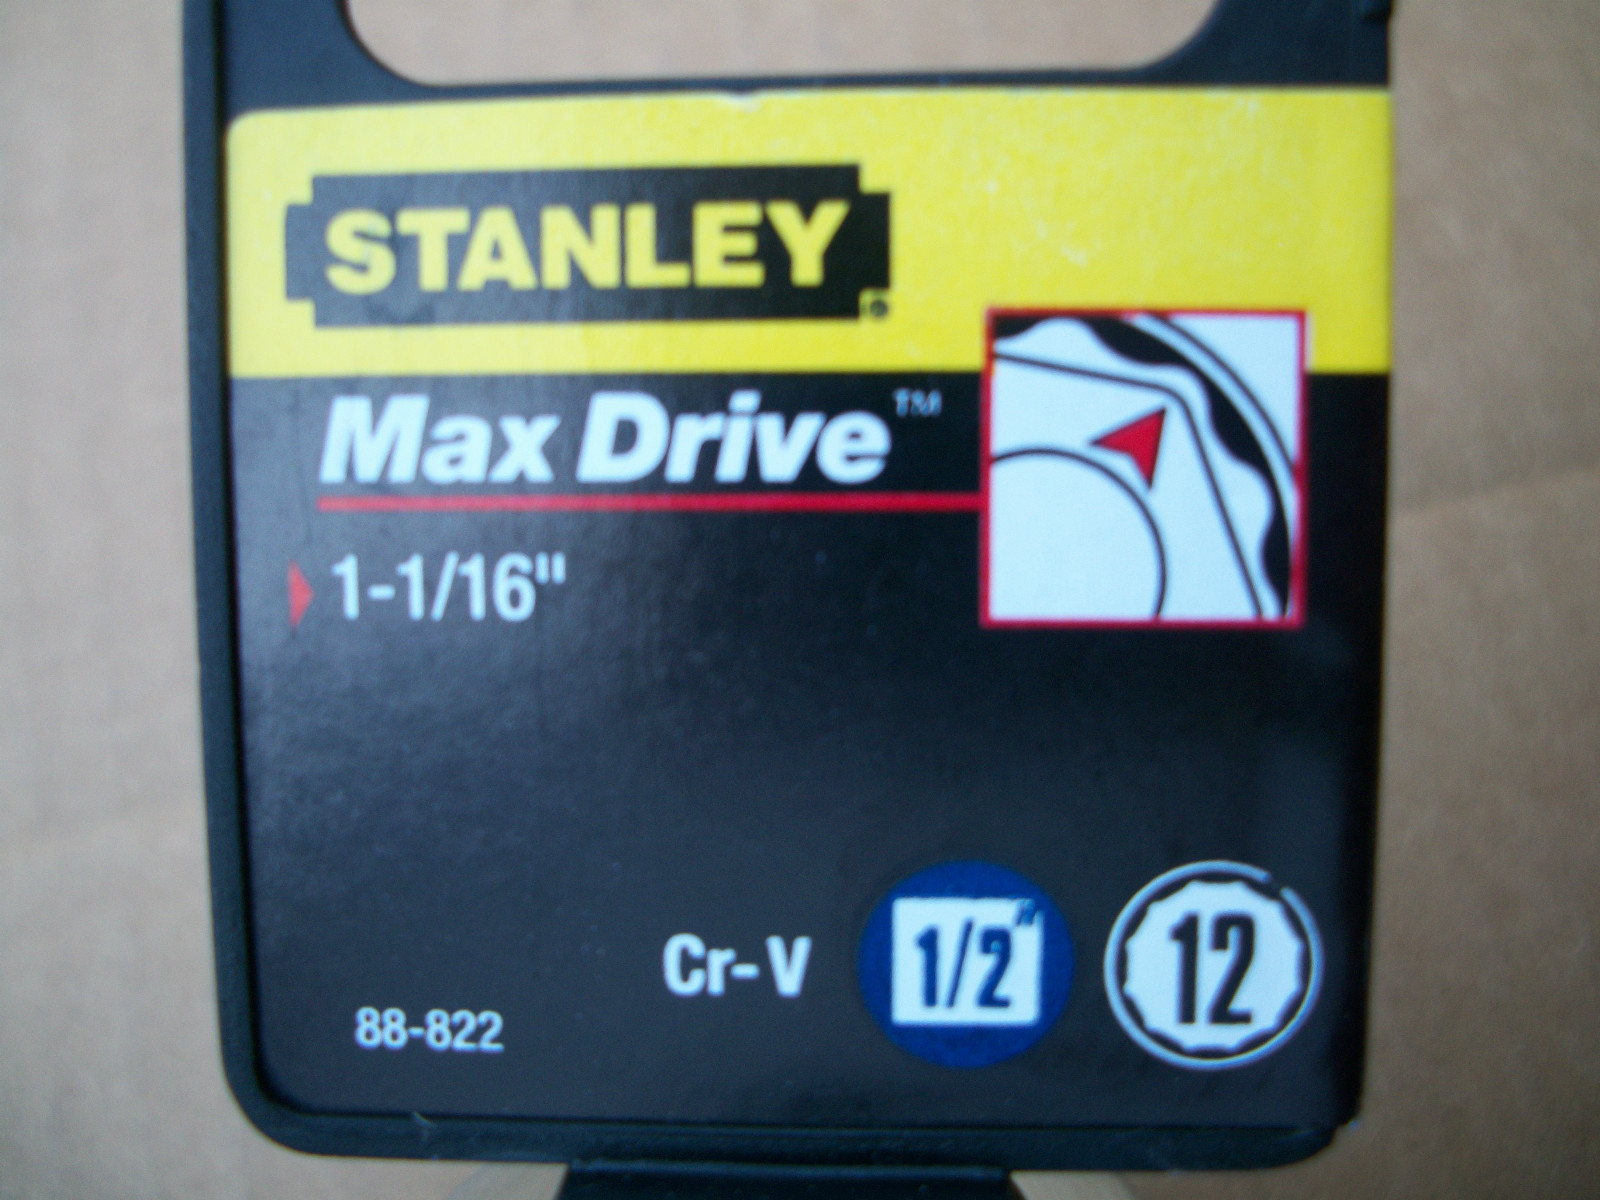 STANLEY®
Max Drive™
1-1/16"
Cr-V
1/2"
12
88-822